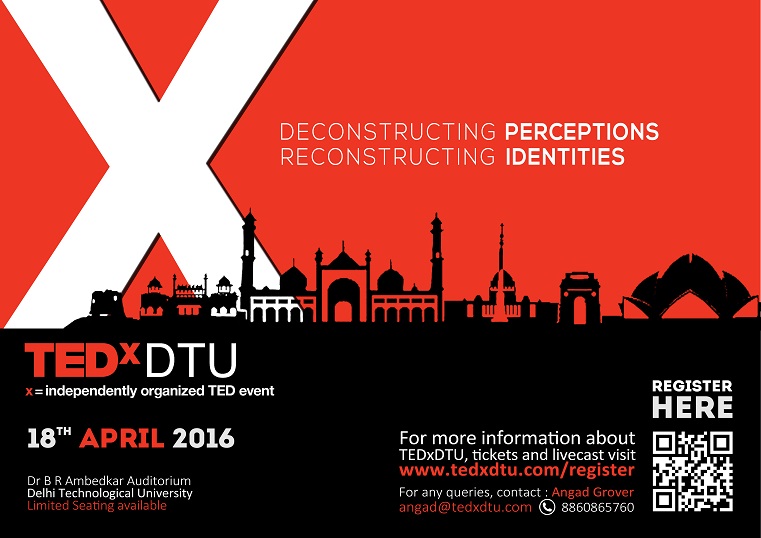 X
DECONSTRUCTING PERCEPTIONS
RECONSTRUCTING IDENTITIES
TEDx DTU
x = independently organized TED event
18TH APRIL 2016
Dr B R Ambedkar Auditorium
Delhi Technological University
Limited Seating available
For more information about
TEDxDTU, tickets and livecast visit
www.tedxdtu.com/register
For any queries, contact : Angad Grover
angad@tedxdtu.com 8860865760
REGISTER
HERE